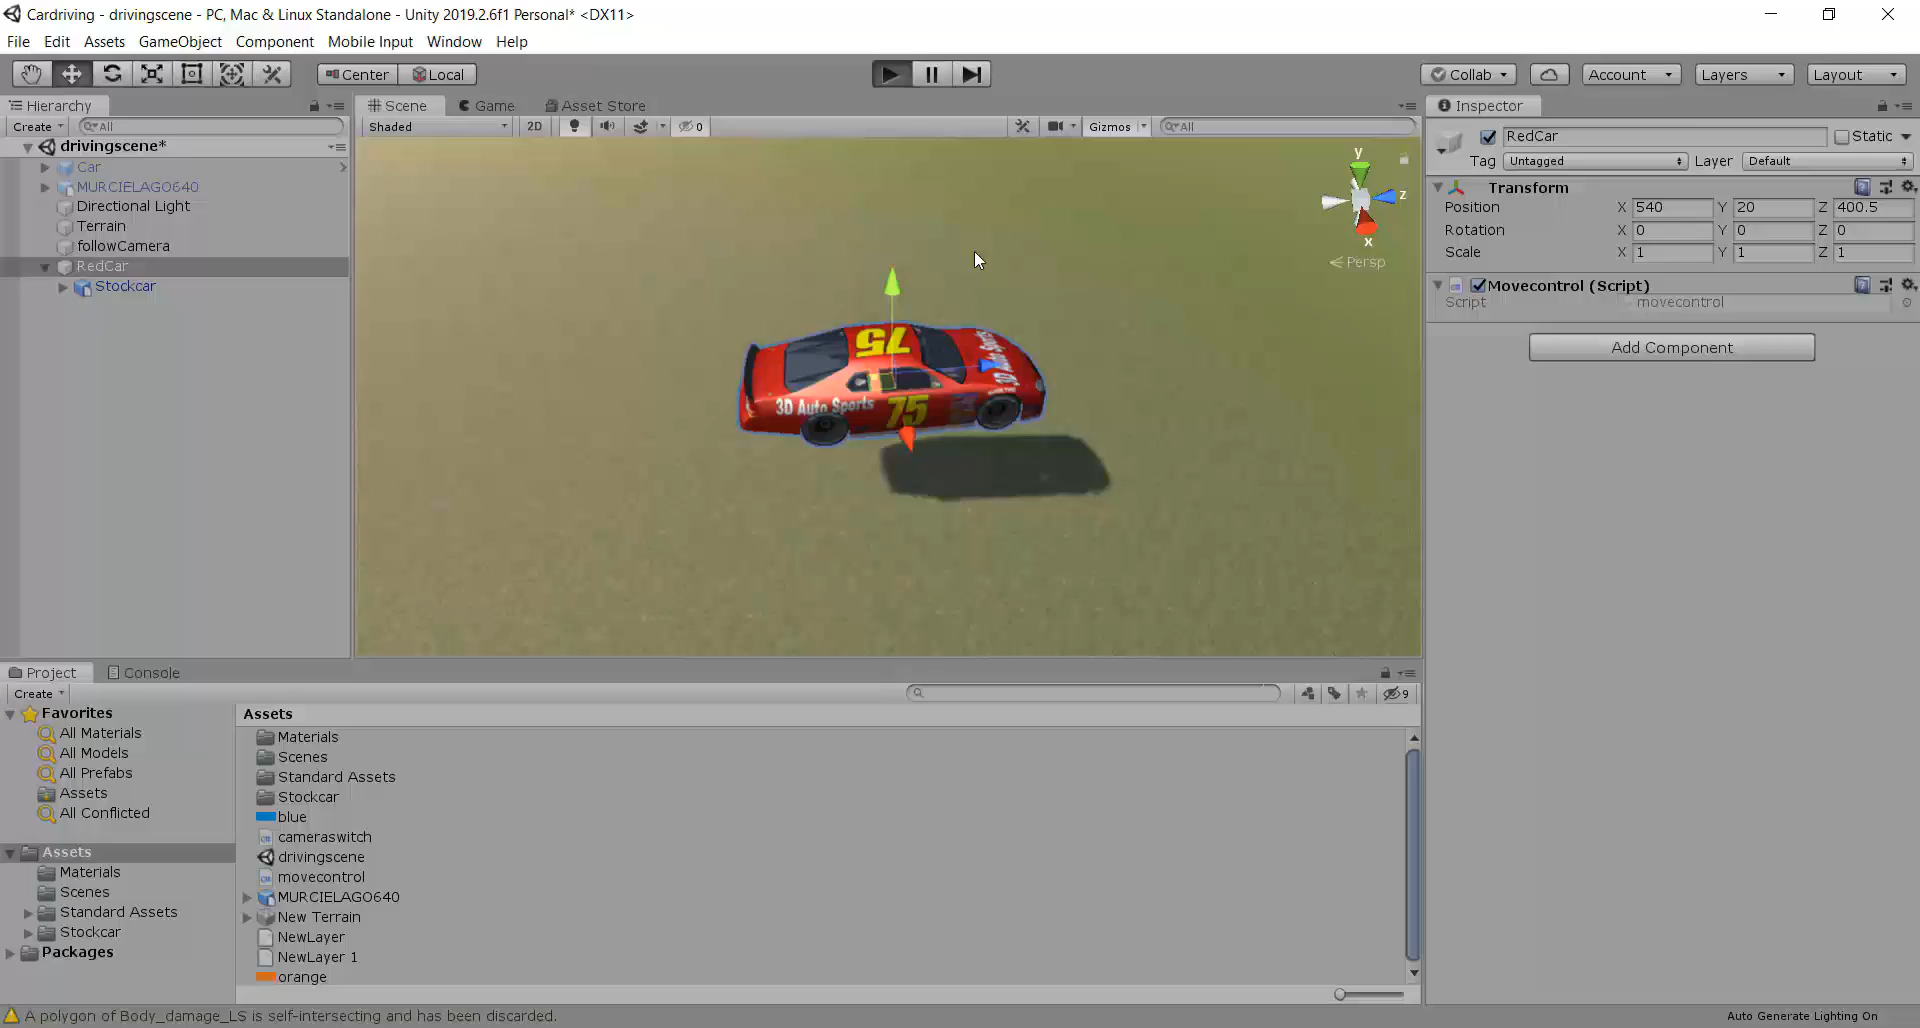 Cardriving - drivingscene - PC, Mac & Linux Standalone - Unity 2019.2.6f1 Personal* <DX11>
File Edit Assets GameObject Component Mobile Input Window Help
Center Local Collab Account Layers Layout
Hierarchy
Create All
drivingscene*
Car
MURCIELAGO640
Directional Light
Terrain
followCamera
RedCar
Stockcar
Scene Game Asset Store
Shaded 2D 0 Gizmos All
y
z
x
Persp
75
3D Auto Sports 75
3D Auto Sports
Inspector
RedCar Static
Tag Untagged Layer Default
Transform
Position X 540 Y 20 Z 400.5
Rotation X 0 Y 0 Z 0
Scale X 1 Y 1 Z 1
Movecontrol (Script)
Script movecontrol
Add Component
Project Console
Create 9
Favorites
All Materials
All Models
All Prefabs
Assets
All Conflicted
Assets
Materials
Scenes
Standard Assets
Stockcar
Packages
Assets
Materials
Scenes
Standard Assets
Stockcar
blue
cameraswitch
drivingscene
movecontrol
MURCIELAGO640
New Terrain
NewLayer
NewLayer 1
orange
A polygon of Body_damage_LS is self-intersecting and has been discarded.
Auto Generate Lighting On